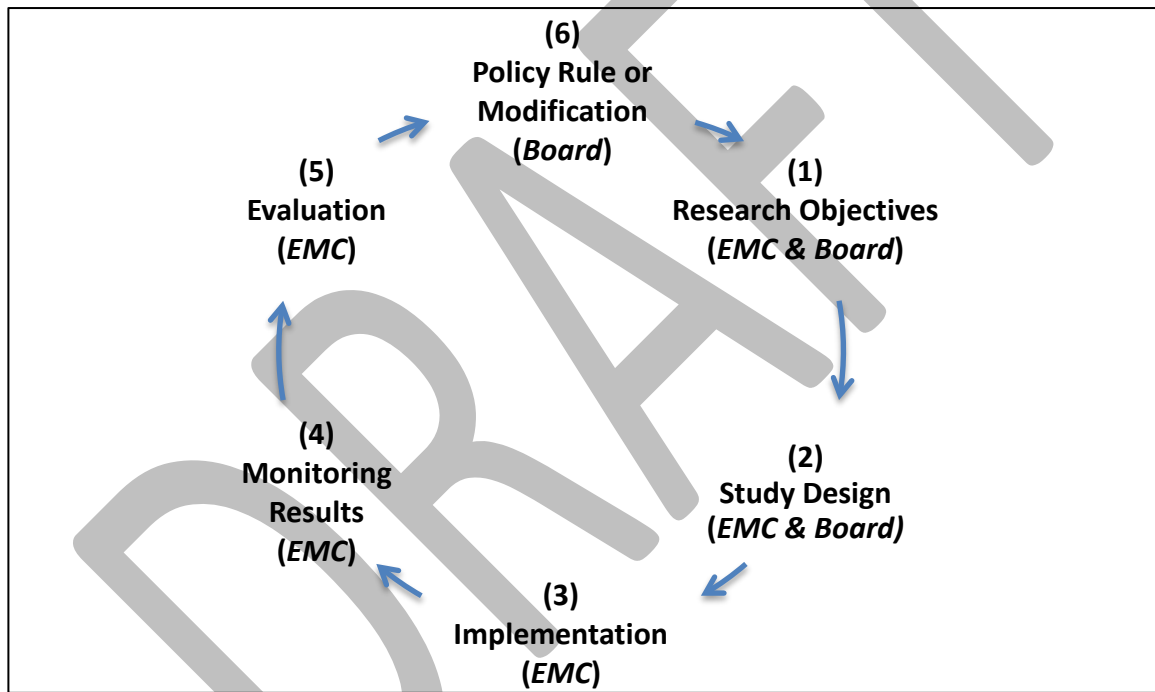 (6)
Policy Rule or
Modification
(Board)
(1)
Research Objectives
(EMC & Board)
(2)
Study Design
(EMC & Board)
(3)
Implementation
(EMC)
(4)
Monitoring
Results
(EMC)
(5)
Evaluation
(EMC)
DRAFT